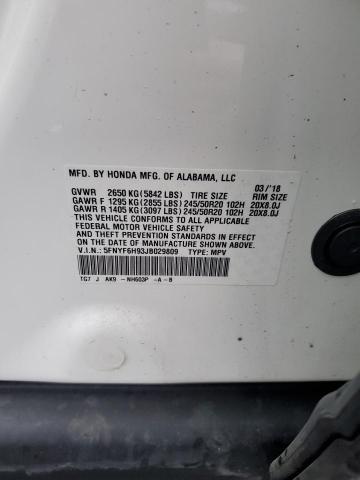 MFD. BY HONDA MFG. OF ALABAMA, LLC
03/'18
GVWR 2650 KG(5842 LBS) TIRE SIZE RIM SIZE
GAWR F 1295 KG(2855 LBS)245/50R20 102H 20X8.0J
GAWR R 1405 KG(3097 LBS)245/50R20 102H 20X8.0J
THIS VEHICLE CONFORMS TO ALL APPLICABLE
FEDERAL MOTOR VEHICLE SAFETY, BUMPER,
AND THEFT PREVENTION STANDARDS IN EFFECT
ON THE DATE OF MANUFACTURE SHOWN ABOVE.
V.I.N.: 5FNYF6H93JB029809 TYPE: MPV
TG7 J AK9 -NH603P -A-B